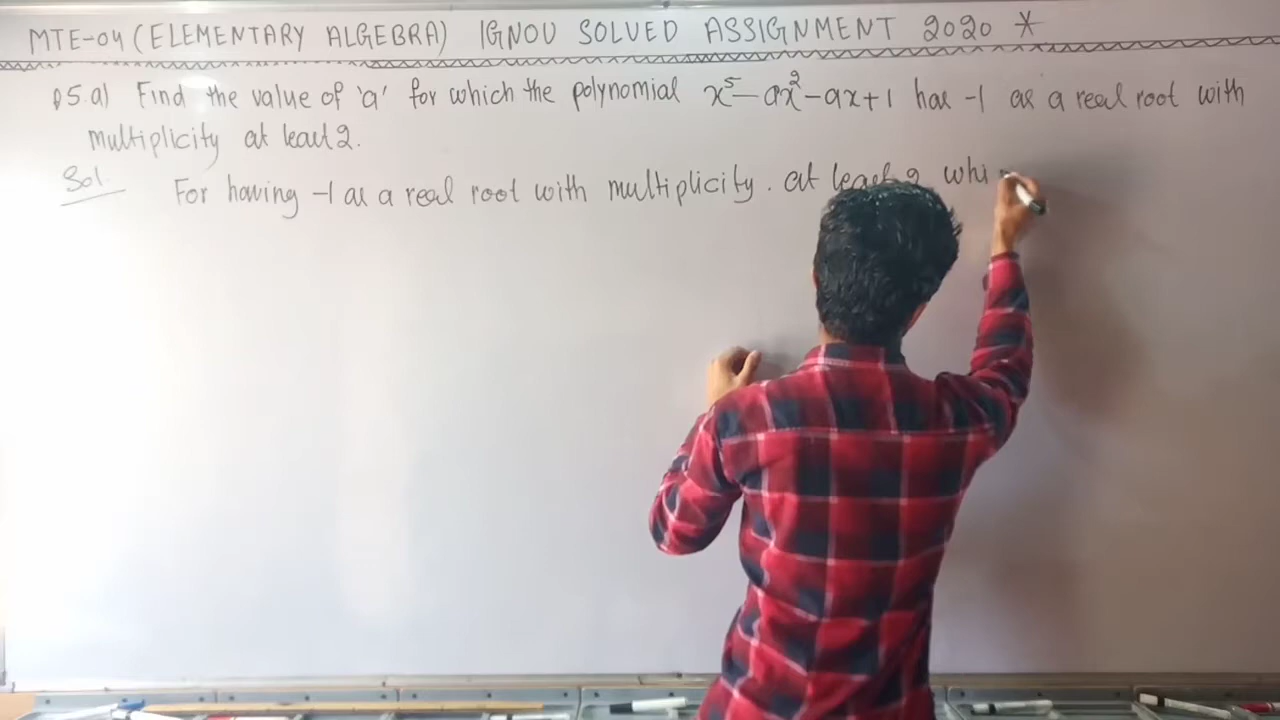 MTE-04 (ELEMENTARY ALGEBRA) IGNOU SOLVED ASSIGNMENT 2020 *
Q5.a) Find the value of 'a' for which the polynomial x⁵-ax²-ax+1 has -1 as a real root with
multiplicity at least 2.
Sol.
For having -1 as a real root with multiplicity. at least 2 whi